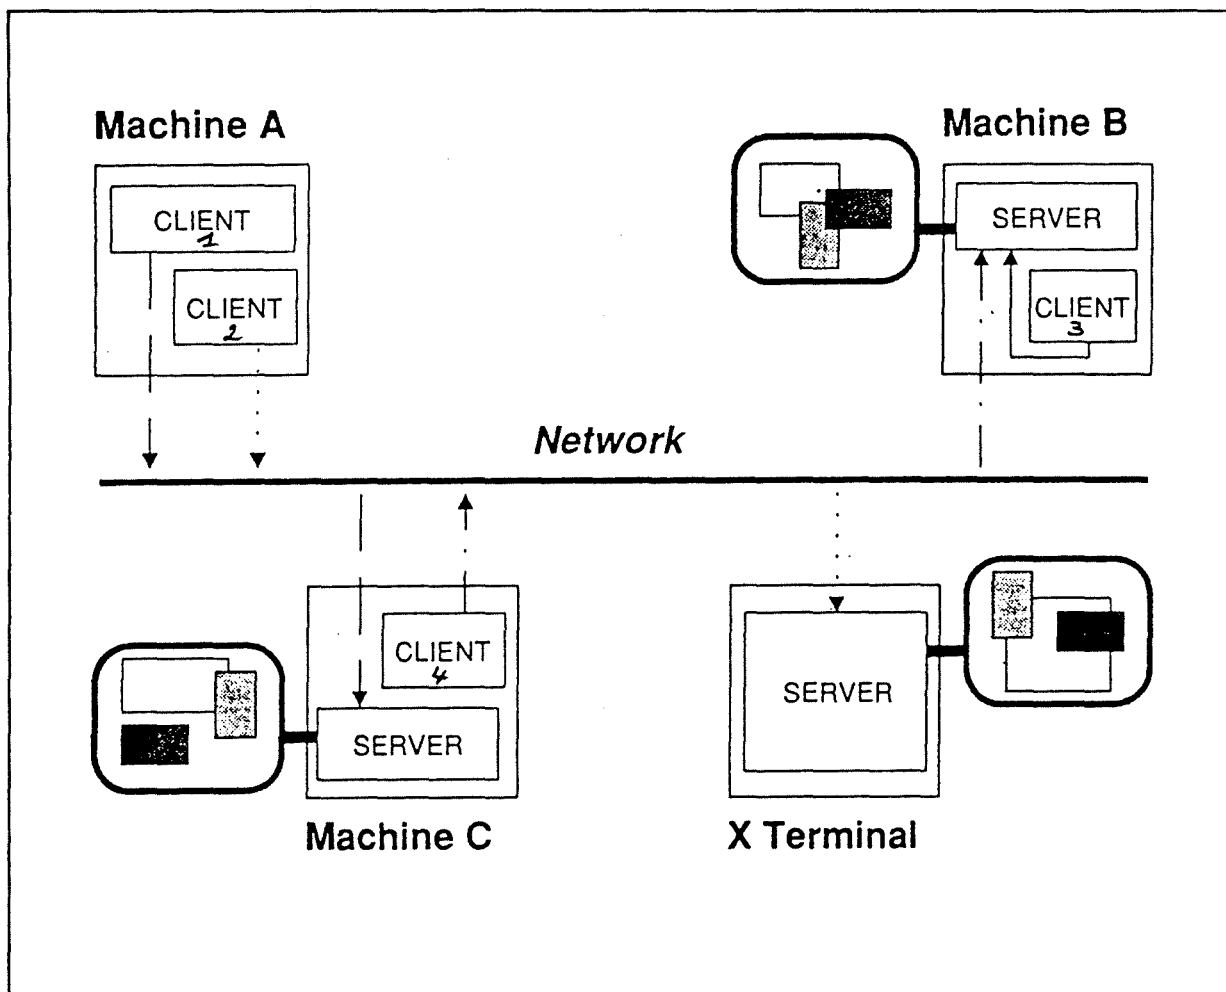 Machine A
CLIENT
1
CLIENT
2
Machine B
SERVER
CLIENT
3
Network
CLIENT
4
SERVER
Machine C
SERVER
X Terminal